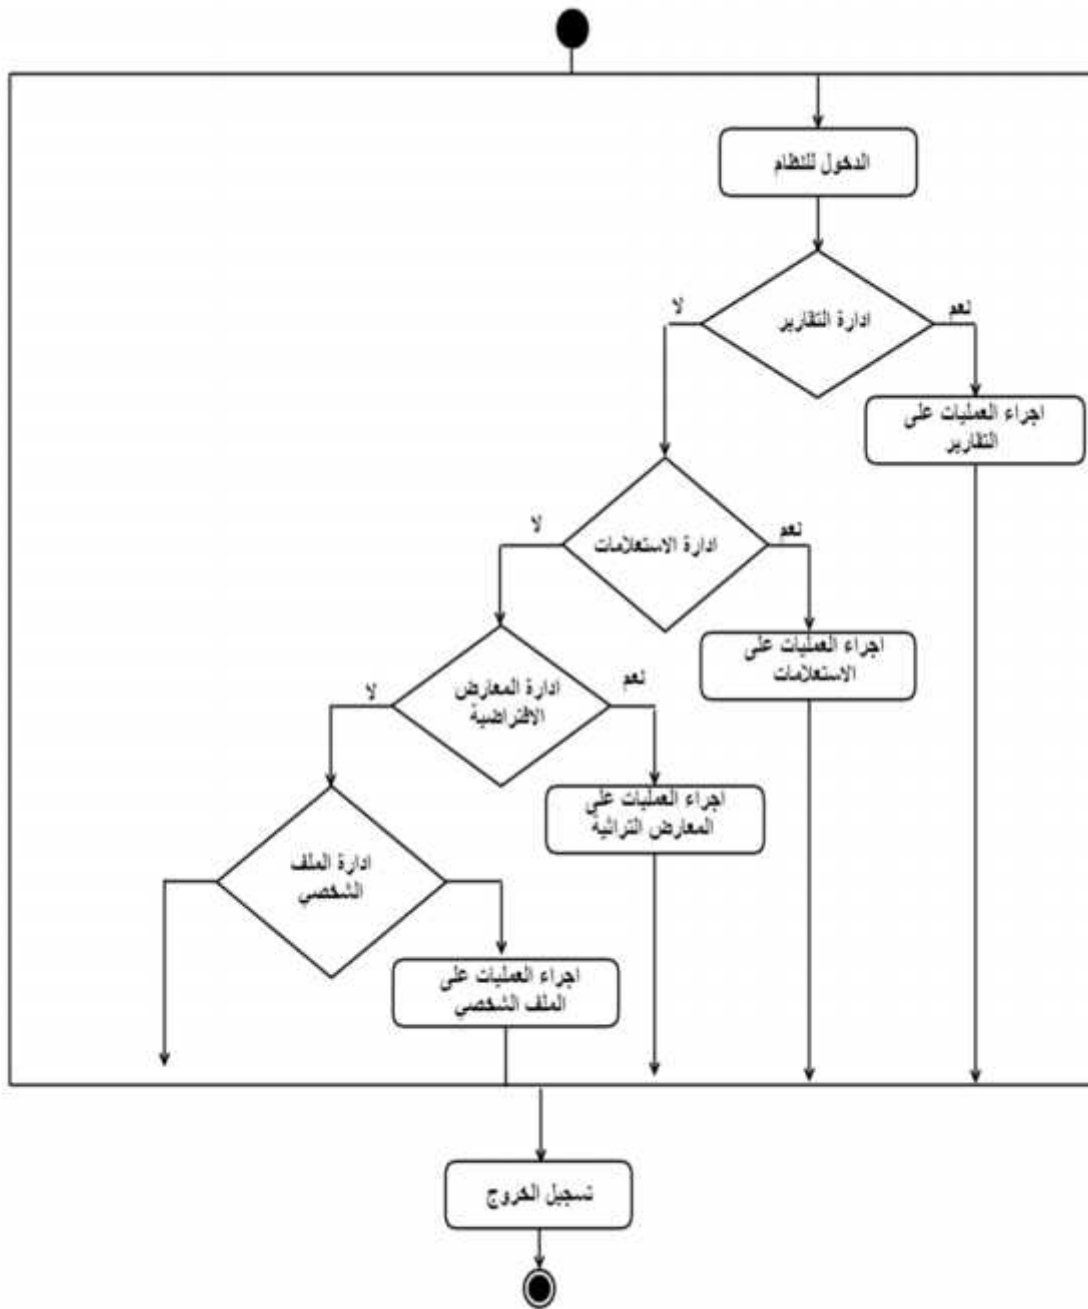 الدخول للنظام
ادارة التقارير
نعم
لا
اجراء العمليات على
التقارير
ادارة الاستعلامات
نعم
لا
اجراء العمليات على
الاستعلامات
ادارة المعارض
الافتراضية
نعم
لا
اجراء العمليات على
المعارض التراثية
ادارة الملف
الشخصي
اجراء العمليات على
الملف الشخصي
تسجيل الخروج